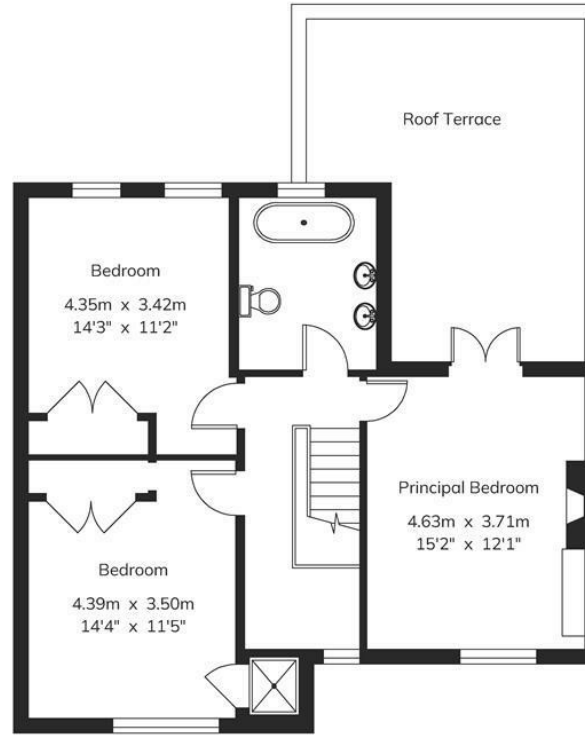 Roof Terrace
Bedroom
4.35m x 3.42m
14'3" x 11'2"
Principal Bedroom
4.63m x 3.71m
15'2" x 12'1"
Bedroom
4.39m x 3.50m
14'4" x 11'5"